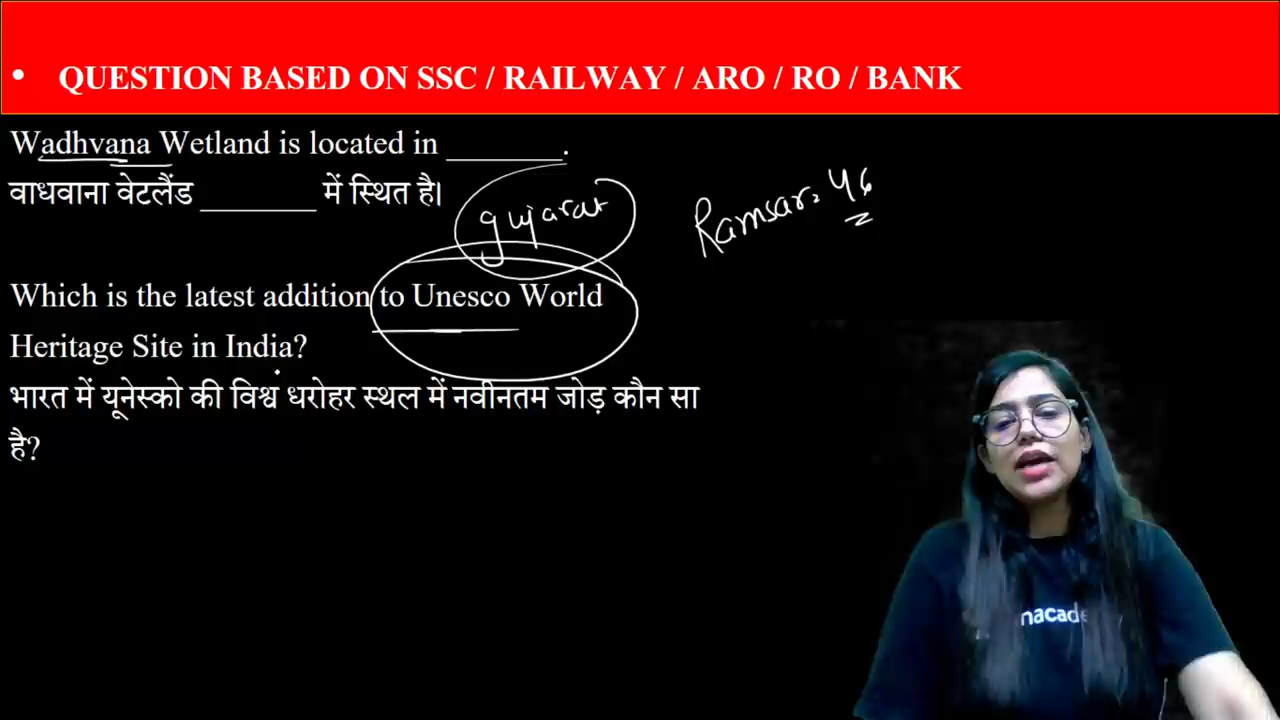 • QUESTION BASED ON SSC / RAILWAY / ARO / RO / BANK
Wadhvana Wetland is located in ________.
वाधवाना वेटलैंड ________ में स्थित है।
gujarat
Ramsar. 46
Which is the latest addition to Unesco World
Heritage Site in India?
भारत में यूनेस्को की विश्व धरोहर स्थल में नवीनतम जोड़ कौन सा
है?
nacade